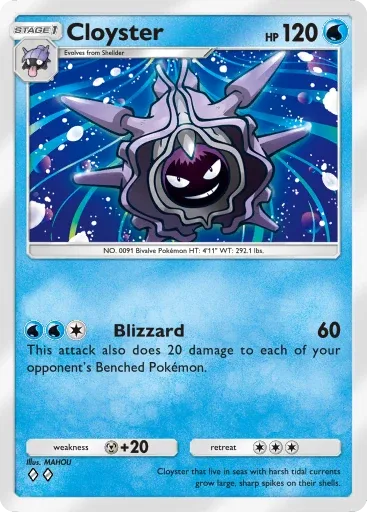 STAGE 1
Cloyster
HP 120
Evolves from Shellder
NO. 0091 Bivalve Pokémon HT: 4'11" WT: 292.1 lbs.
Blizzard 60
This attack also does 20 damage to each of your
opponent's Benched Pokémon.
weakness +20 retreat
Illus. MAHOU
Cloyster that live in seas with harsh tidal currents
grow large, sharp spikes on their shells.